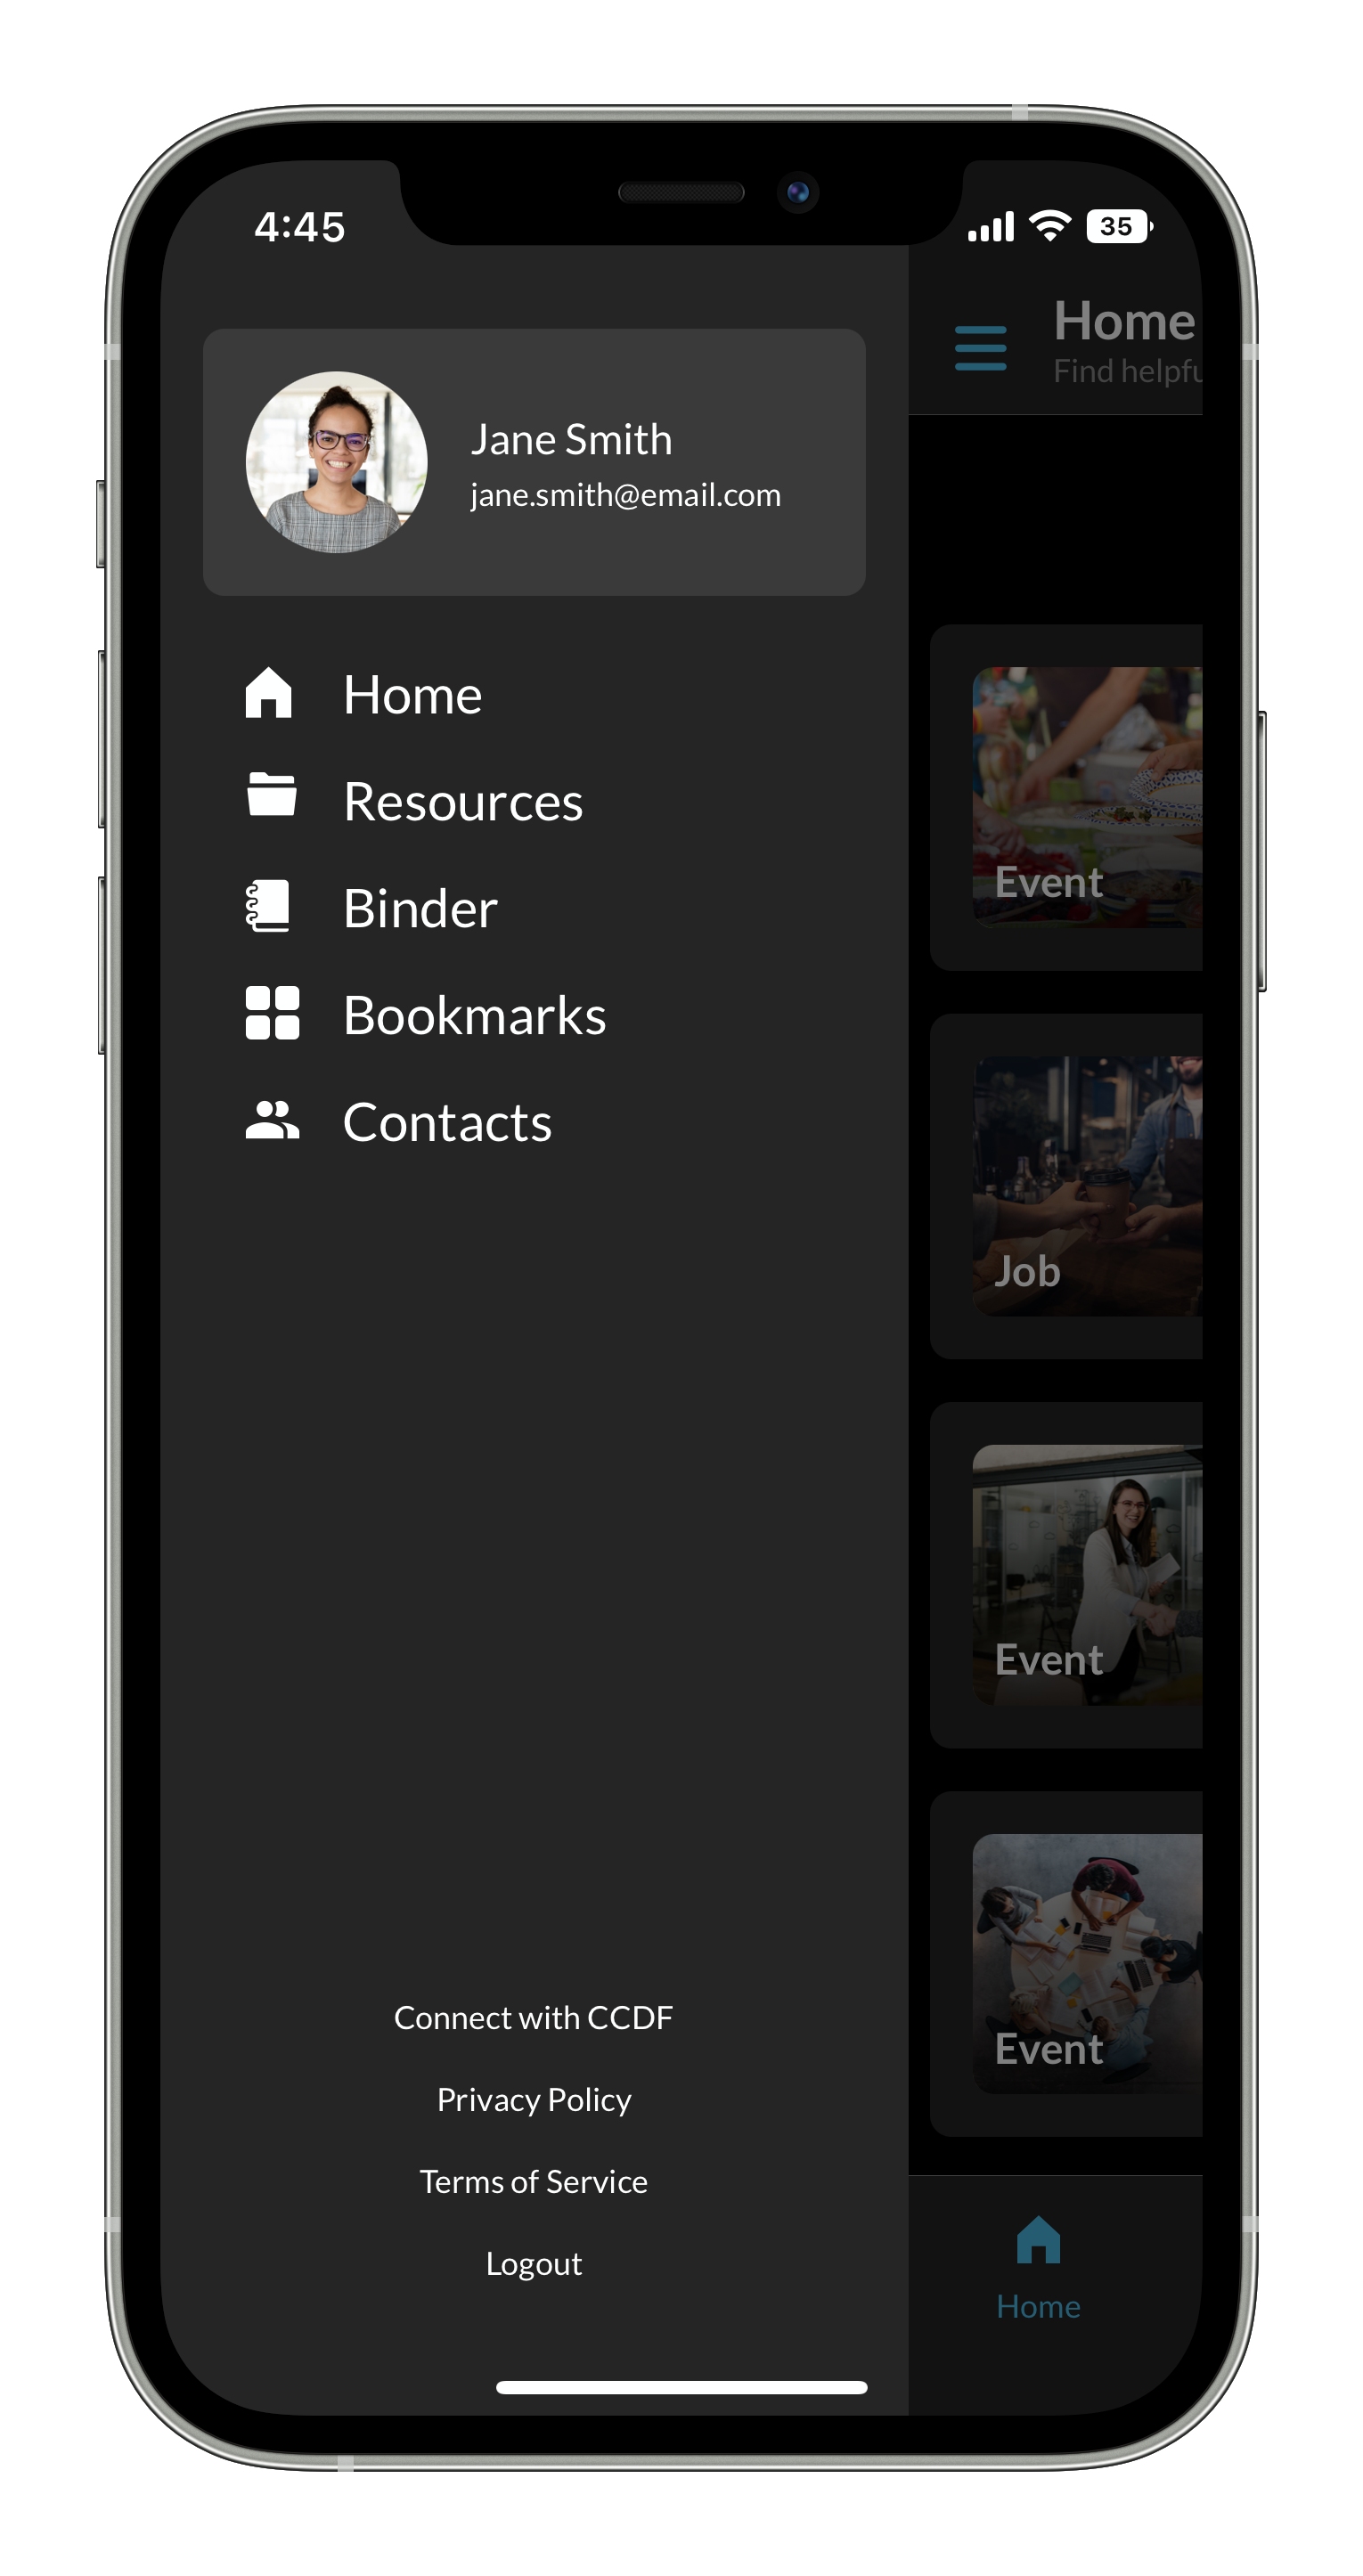 4:45
35
Home
Find helpfu
Jane Smith
jane.smith@email.com
Home
Resources
Binder
Bookmarks
Contacts
Event
Job
Event
Event
Connect with CCDF
Privacy Policy
Terms of Service
Logout
Home